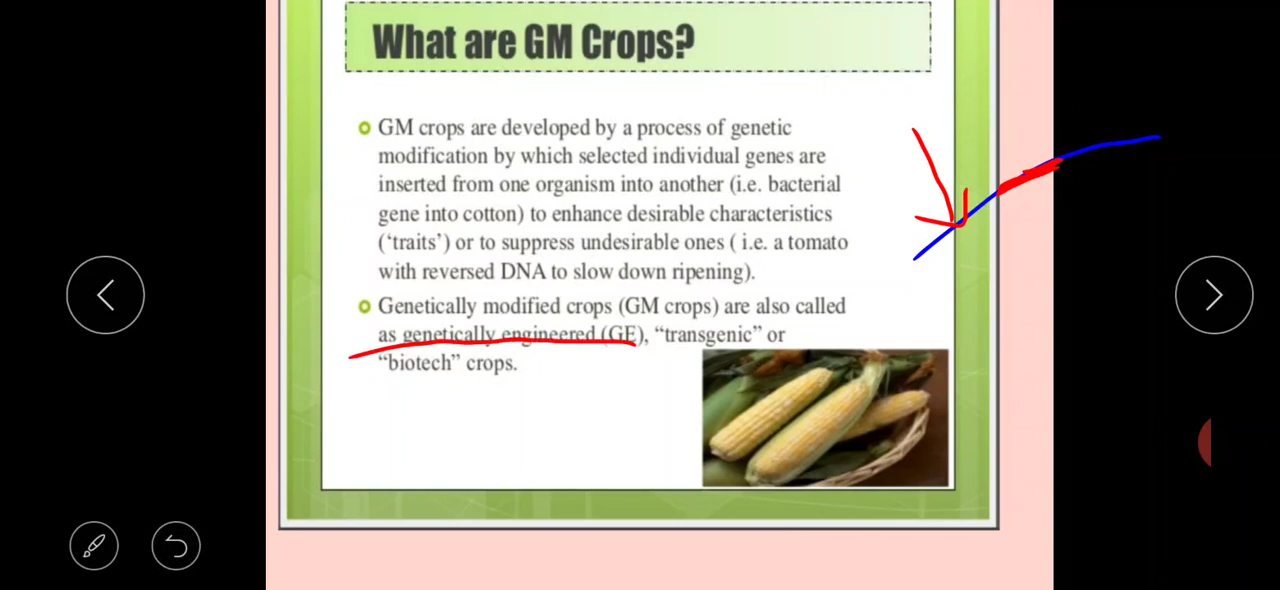 What are GM Crops?
GM crops are developed by a process of genetic
modification by which selected individual genes are
inserted from one organism into another (i.e. bacterial
gene into cotton) to enhance desirable characteristics
(‘traits’) or to suppress undesirable ones ( i.e. a tomato
with reversed DNA to slow down ripening).
Genetically modified crops (GM crops) are also called
as genetically engineered (GE), “transgenic” or
“biotech” crops.